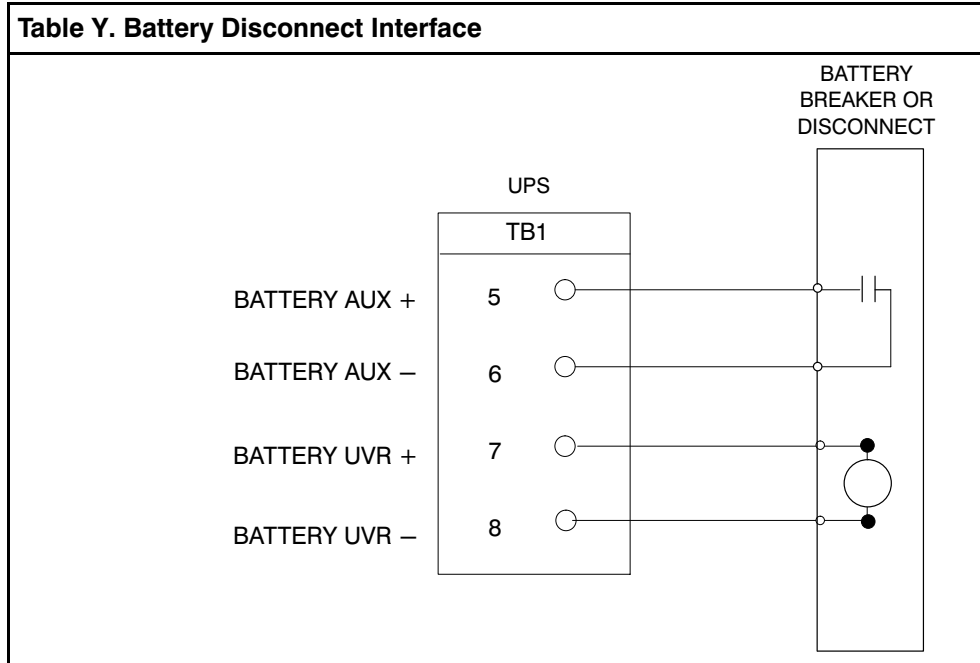 Table Y. Battery Disconnect Interface
BATTERY
BREAKER OR
DISCONNECT
UPS
TB1
BATTERY AUX + 5
BATTERY AUX − 6
BATTERY UVR + 7
BATTERY UVR − 8